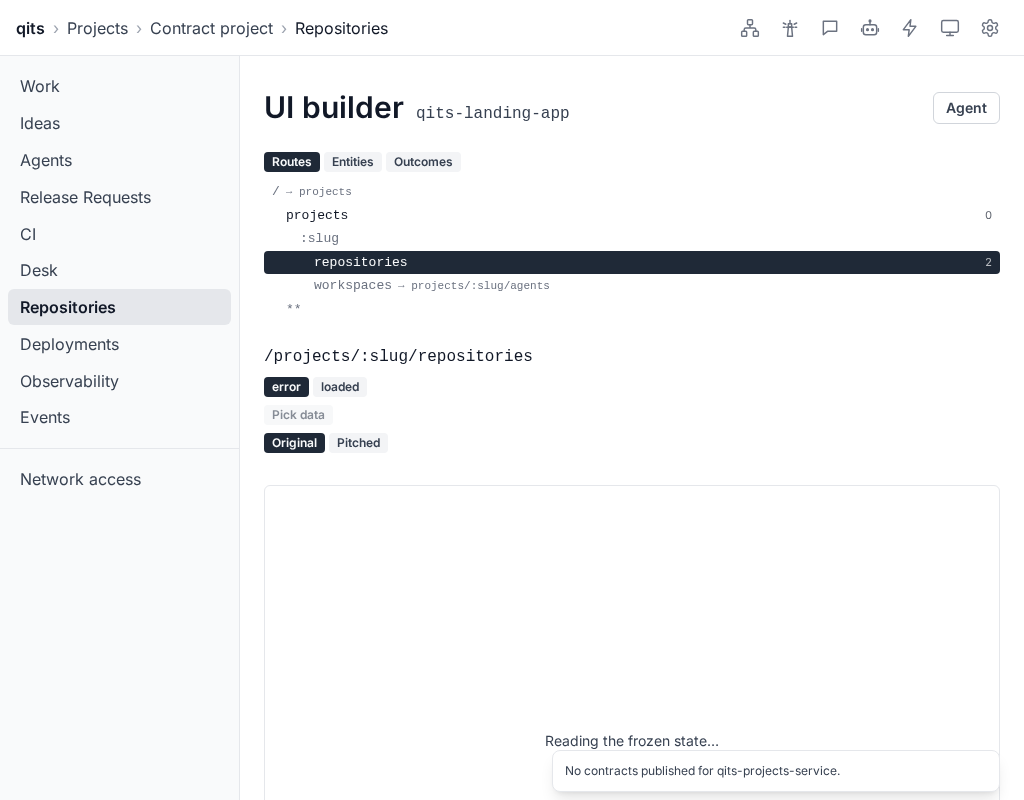 qits › Projects › Contract project › Repositories
Work
Ideas
Agents
Release Requests
CI
Desk
Repositories
Deployments
Observability
Events
Network access
UI builder qits-landing-app
Agent
Routes Entities Outcomes
/ → projects
projects 0
:slug
repositories 2
workspaces → projects/:slug/agents
**
/projects/:slug/repositories
error loaded
Pick data
Original Pitched
Reading the frozen state…
No contracts published for qits-projects-service.